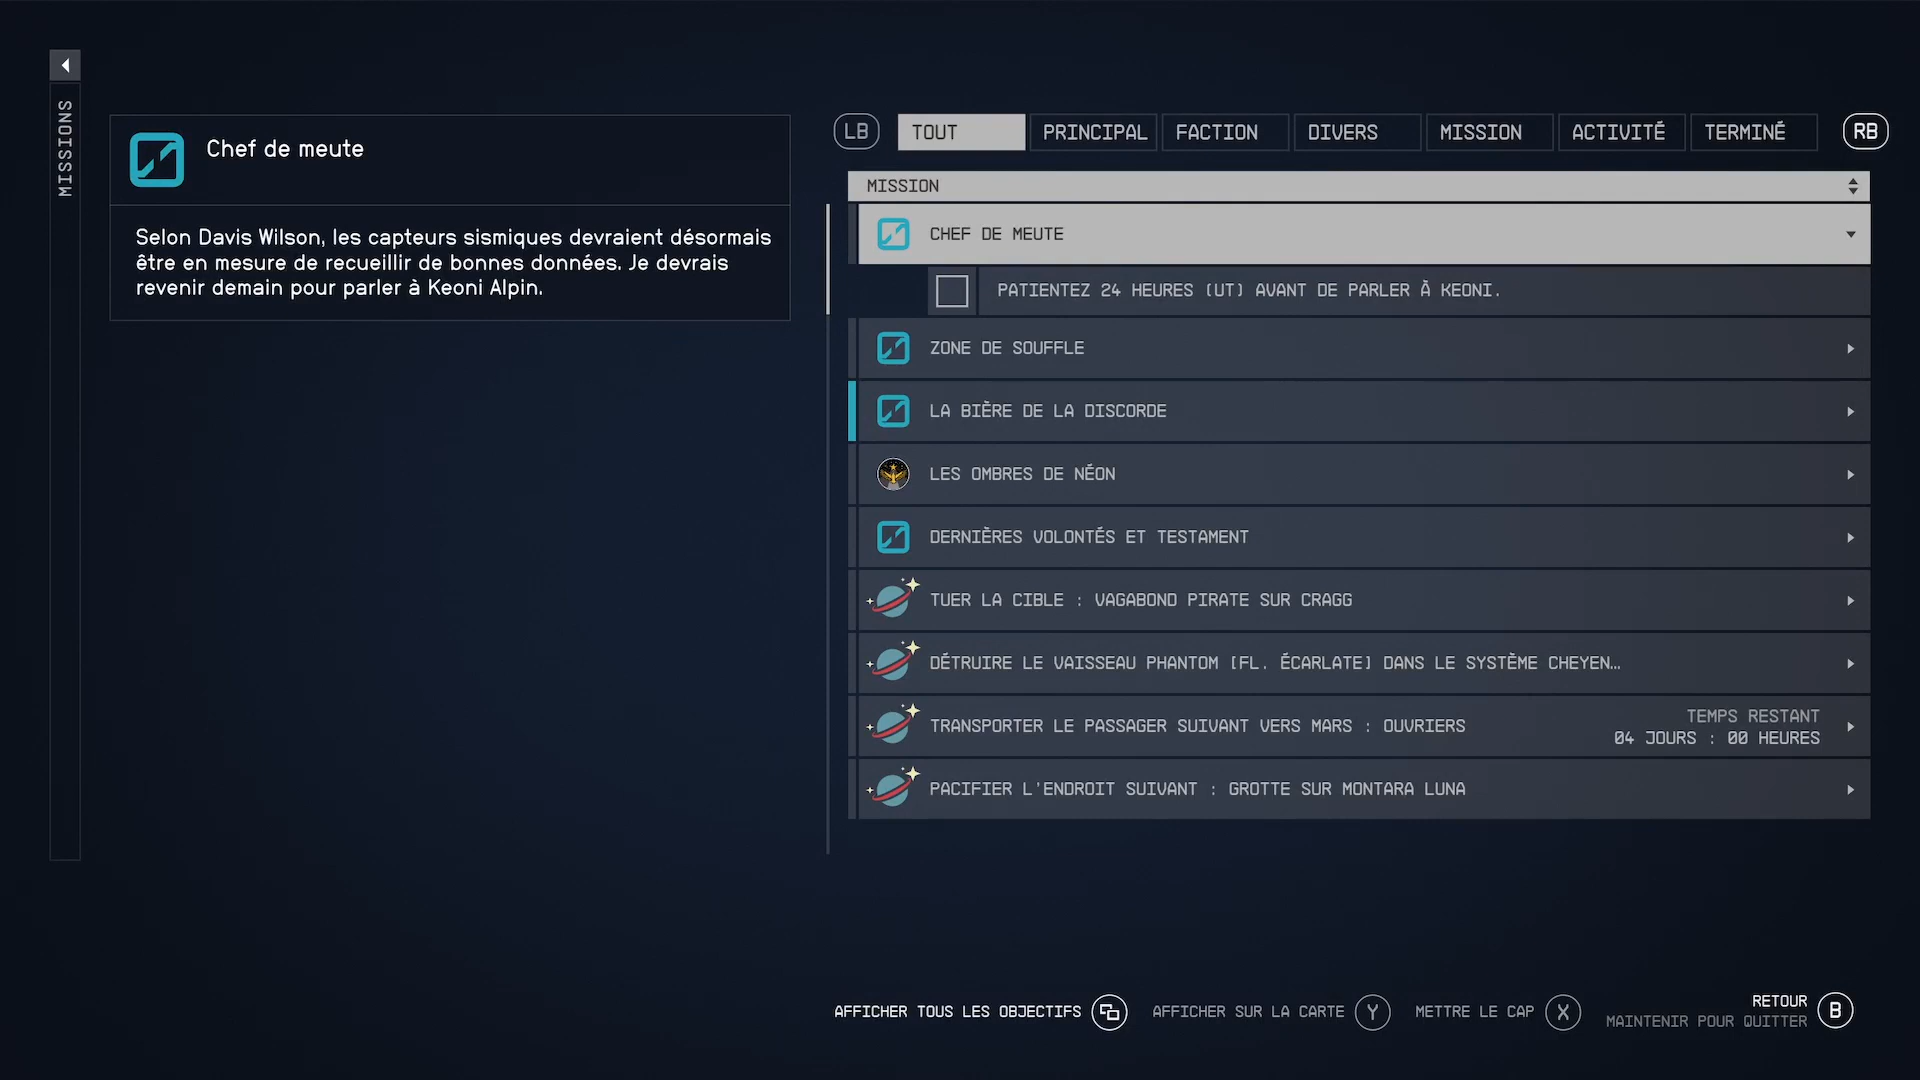 MISSIONS
Chef de meute
Selon Davis Wilson, les capteurs sismiques devraient désormais
être en mesure de recueillir de bonnes données. Je devrais
revenir demain pour parler à Keoni Alpin.
LB TOUT PRINCIPAL FACTION DIVERS MISSION ACTIVITÉ TERMINÉ RB
MISSION
CHEF DE MEUTE
PATIENTEZ 24 HEURES (UT) AVANT DE PARLER À KEONI.
ZONE DE SOUFFLE
LA BIÈRE DE LA DISCORDE
LES OMBRES DE NÉON
DERNIÈRES VOLONTÉS ET TESTAMENT
TUER LA CIBLE : VAGABOND PIRATE SUR CRAGG
DÉTRUIRE LE VAISSEAU PHANTOM [FL. ÉCARLATE] DANS LE SYSTÈME CHEYEN...
TRANSPORTER LE PASSAGER SUIVANT VERS MARS : OUVRIERS
TEMPS RESTANT
04 JOURS : 00 HEURES
PACIFIER L'ENDROIT SUIVANT : GROTTE SUR MONTARA LUNA
AFFICHER TOUS LES OBJECTIFS AFFICHER SUR LA CARTE Y METTRE LE CAP X RETOUR B
MAINTENIR POUR QUITTER